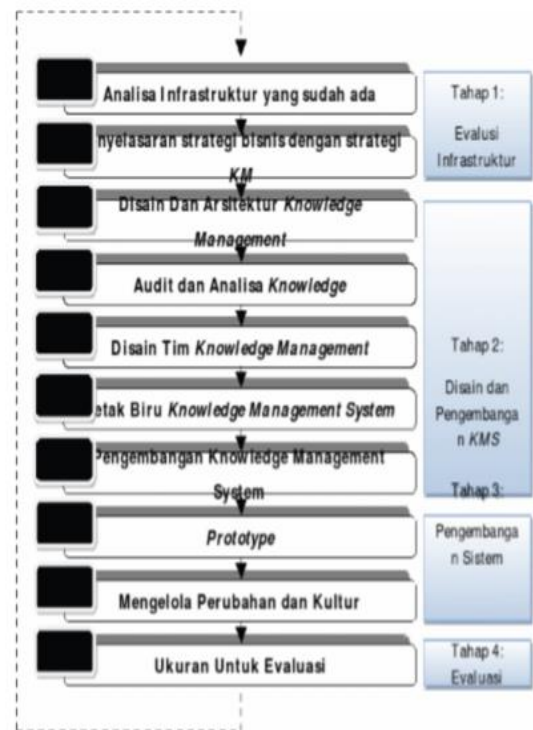 Analisa Infrastruktur yang sudah ada
nyelasaran strategi bisnis dengan strategi
KM
Disain Dan Arsitektur Knowledge
Management
Audit dan Analisa Knowledge
Disain Tim Knowledge Management
etak Biru Knowledge Management System
Pengembangan Knowledge Management
System
Prototype
Mengelola Perubahan dan Kultur
Ukuran Untuk Evaluasi
Tahap 1:
Evalusi
Infrastruktur
Tahap 2:
Disain dan
Pengembanga
n KMS
Tahap 3:
Pengembanga
n Sistem
Tahap 4:
Evaluasi